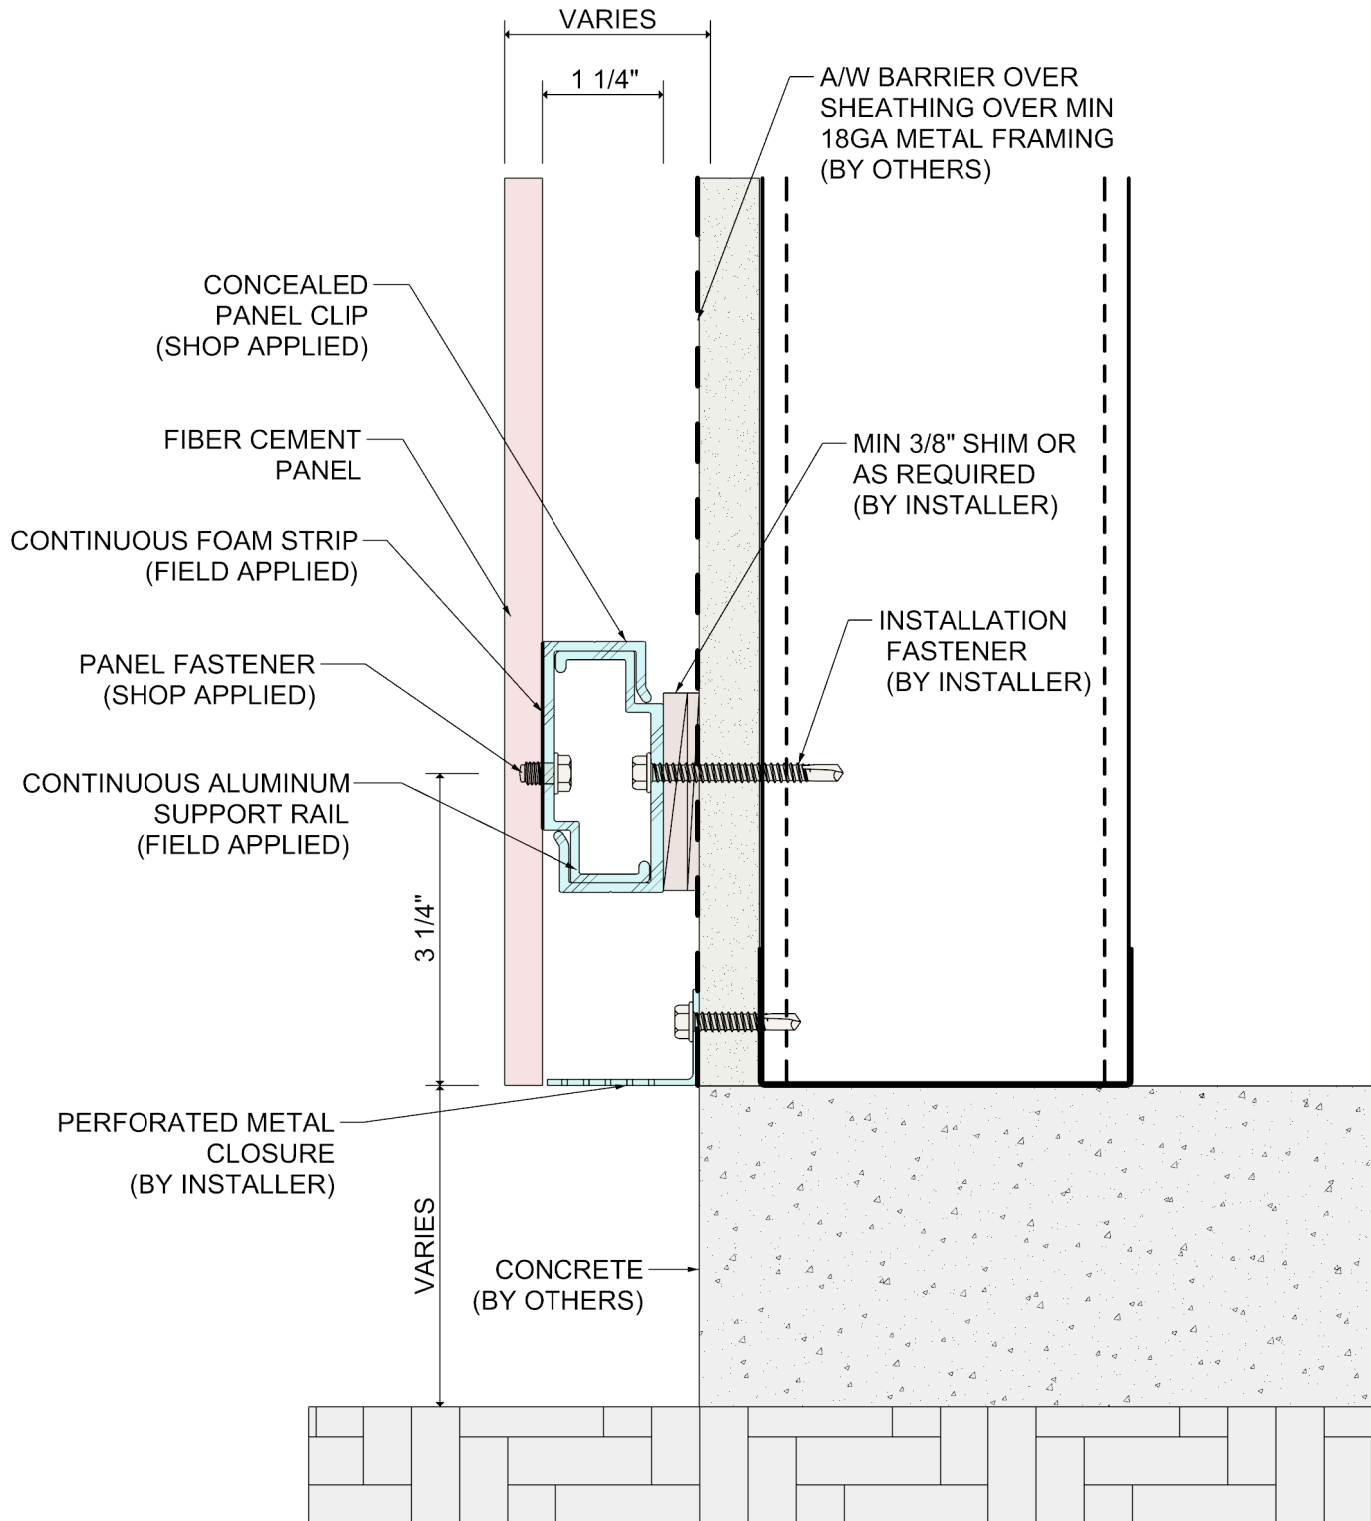 VARIES
1 1/4"
A/W BARRIER OVER
SHEATHING OVER MIN
18GA METAL FRAMING
(BY OTHERS)
CONCEALED
PANEL CLIP
(SHOP APPLIED)
FIBER CEMENT
PANEL
MIN 3/8" SHIM OR
AS REQUIRED
(BY INSTALLER)
CONTINUOUS FOAM STRIP
(FIELD APPLIED)
INSTALLATION
FASTENER
(BY INSTALLER)
PANEL FASTENER
(SHOP APPLIED)
CONTINUOUS ALUMINUM
SUPPORT RAIL
(FIELD APPLIED)
3 1/4"
PERFORATED METAL
CLOSURE
(BY INSTALLER)
VARIES
CONCRETE
(BY OTHERS)